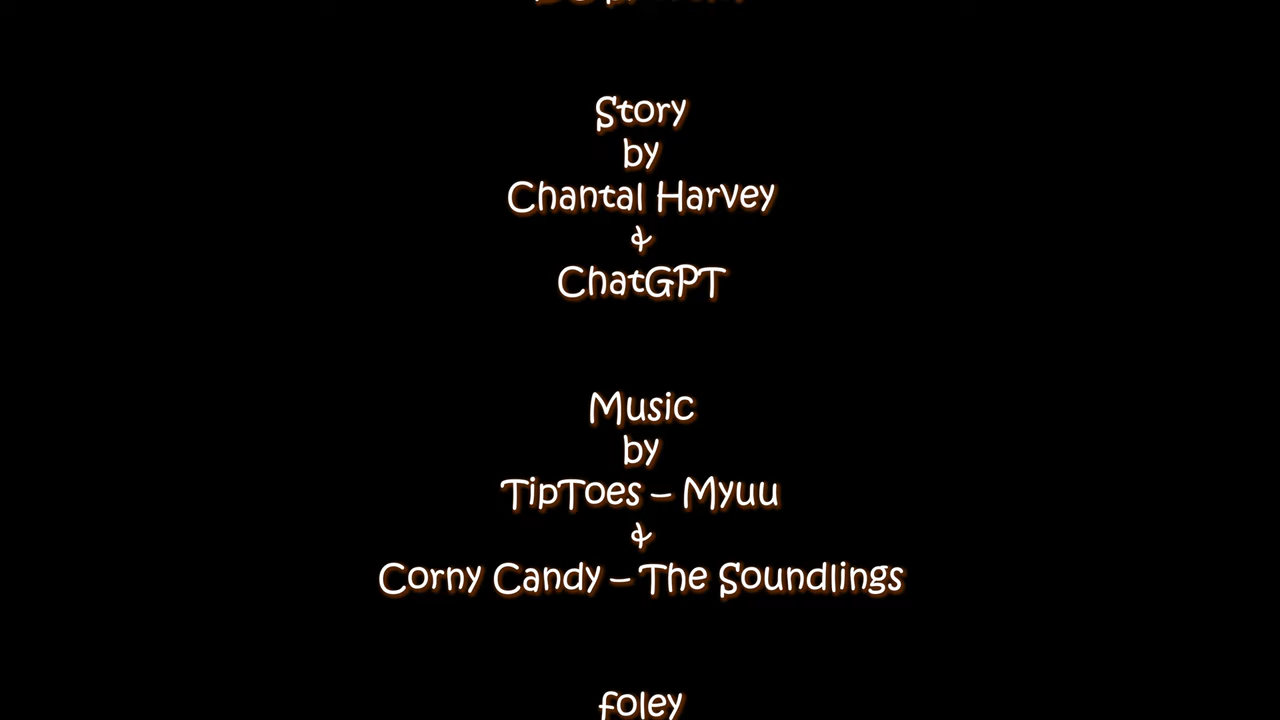 Story
by
Chantal Harvey
&
ChatGPT
Music
by
TipToes – Myuu
&
Corny Candy – The Soundlings
foley